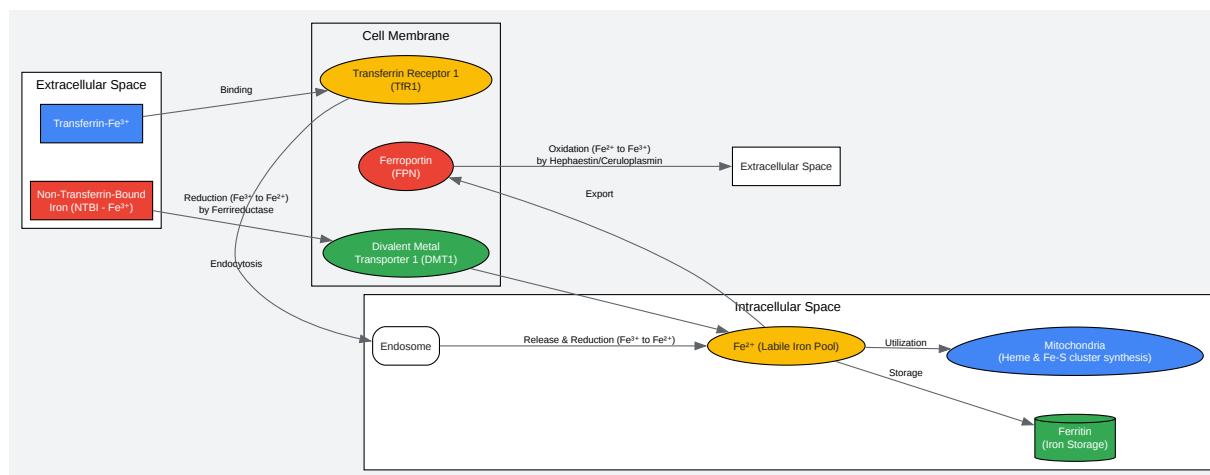 Cell Membrane
Extracellular Space
Transferrin Receptor 1
(TfR1)
Binding
Transferrin-Fe³⁺
Ferroportin
(FPN)
Oxidation (Fe²⁺ to Fe³⁺)
by Hephaestin/Ceruloplasmin
Extracellular Space
Non-Transferrin-Bound
Iron (NTBI - Fe³⁺)
Reduction (Fe³⁺ to Fe²⁺)
by Ferrireductase
Export
Divalent Metal
Transporter 1 (DMT1)
Endocytosis
Intracellular Space
Endosome
Release & Reduction (Fe³⁺ to Fe²⁺)
Fe²⁺ (Labile Iron Pool)
Utilization
Mitochondria
(Heme & Fe-S cluster synthesis)
Storage
Ferritin
(Iron Storage)